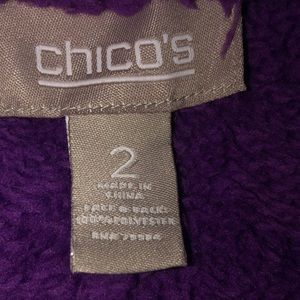 chico's
2
MADE IN
CHINA
FACE & BACK:
100% POLYESTER